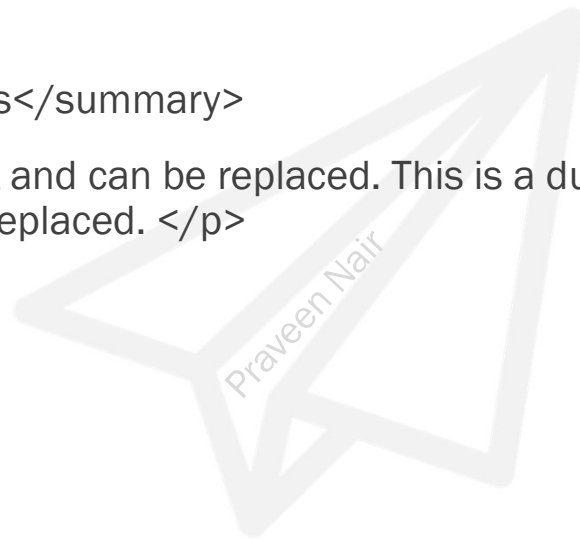 s</summary>
and can be replaced. This is a du
eplaced. </p>
Praveen Nair